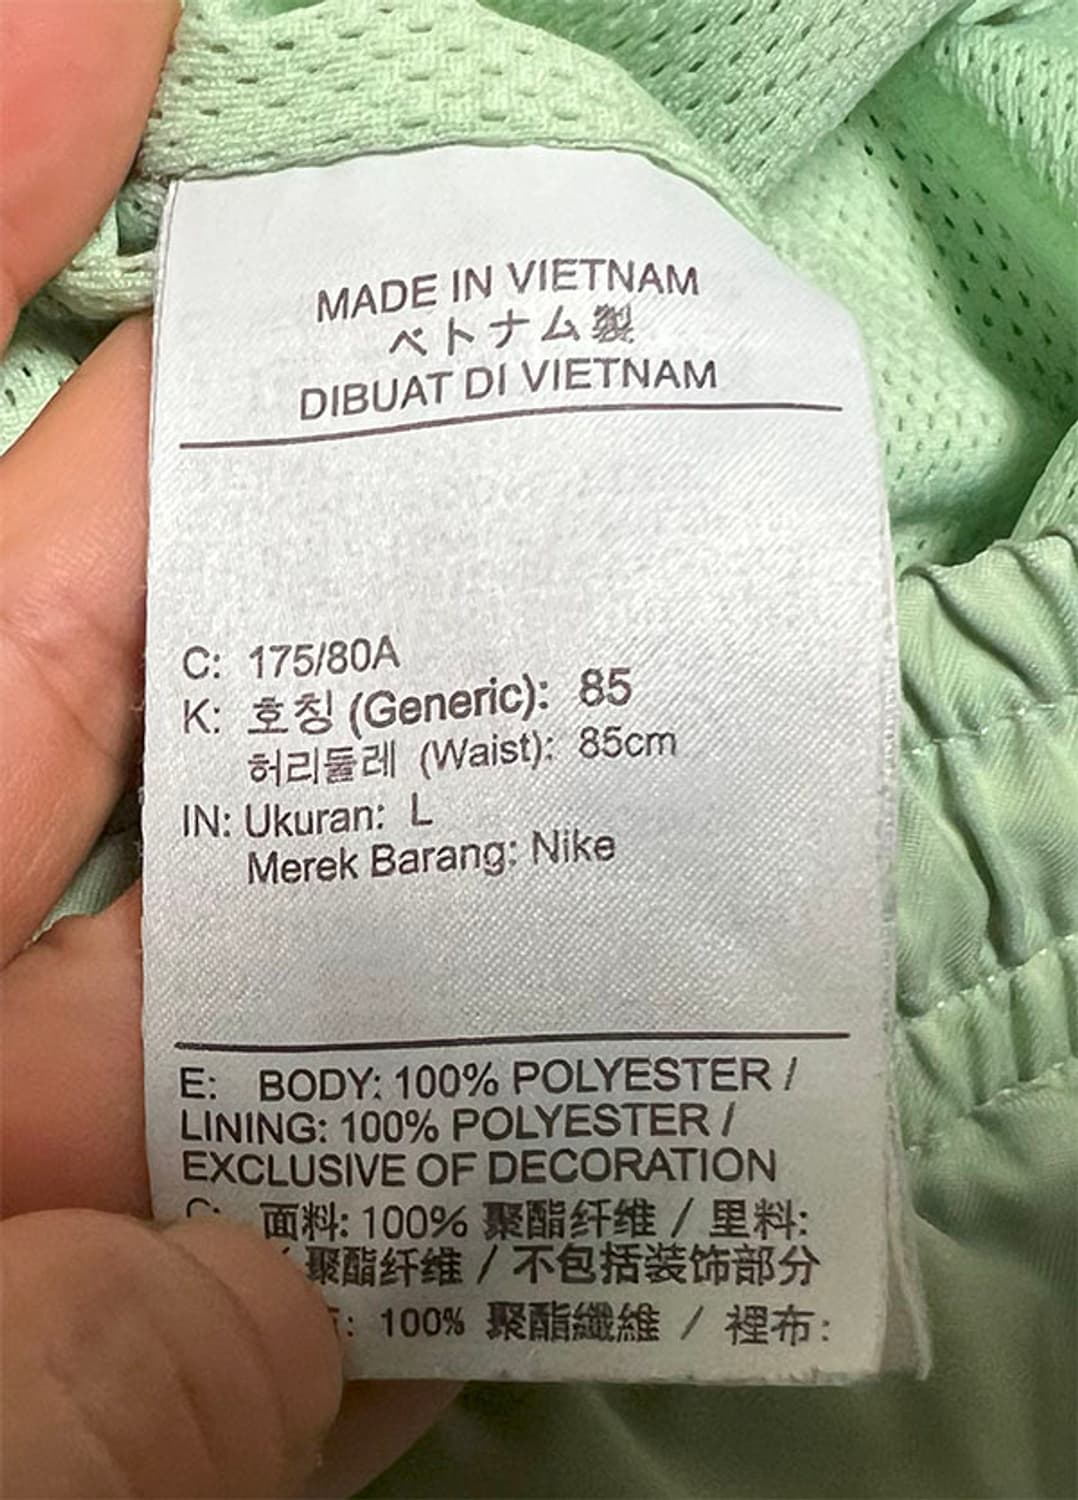 MADE IN VIETNAM
ベトナム製
DIBUAT DI VIETNAM
C: 175/80A
K: 호칭 (Generic): 85
허리둘레 (Waist): 85cm
IN: Ukuran: L
Merek Barang: Nike
E: BODY: 100% POLYESTER /
LINING: 100% POLYESTER /
EXCLUSIVE OF DECORATION
C: 面料: 100% 聚酯纤维 / 里料:
聚酯纤维 / 不包括装饰部分
: 100% 聚酯纖維 / 裡布: